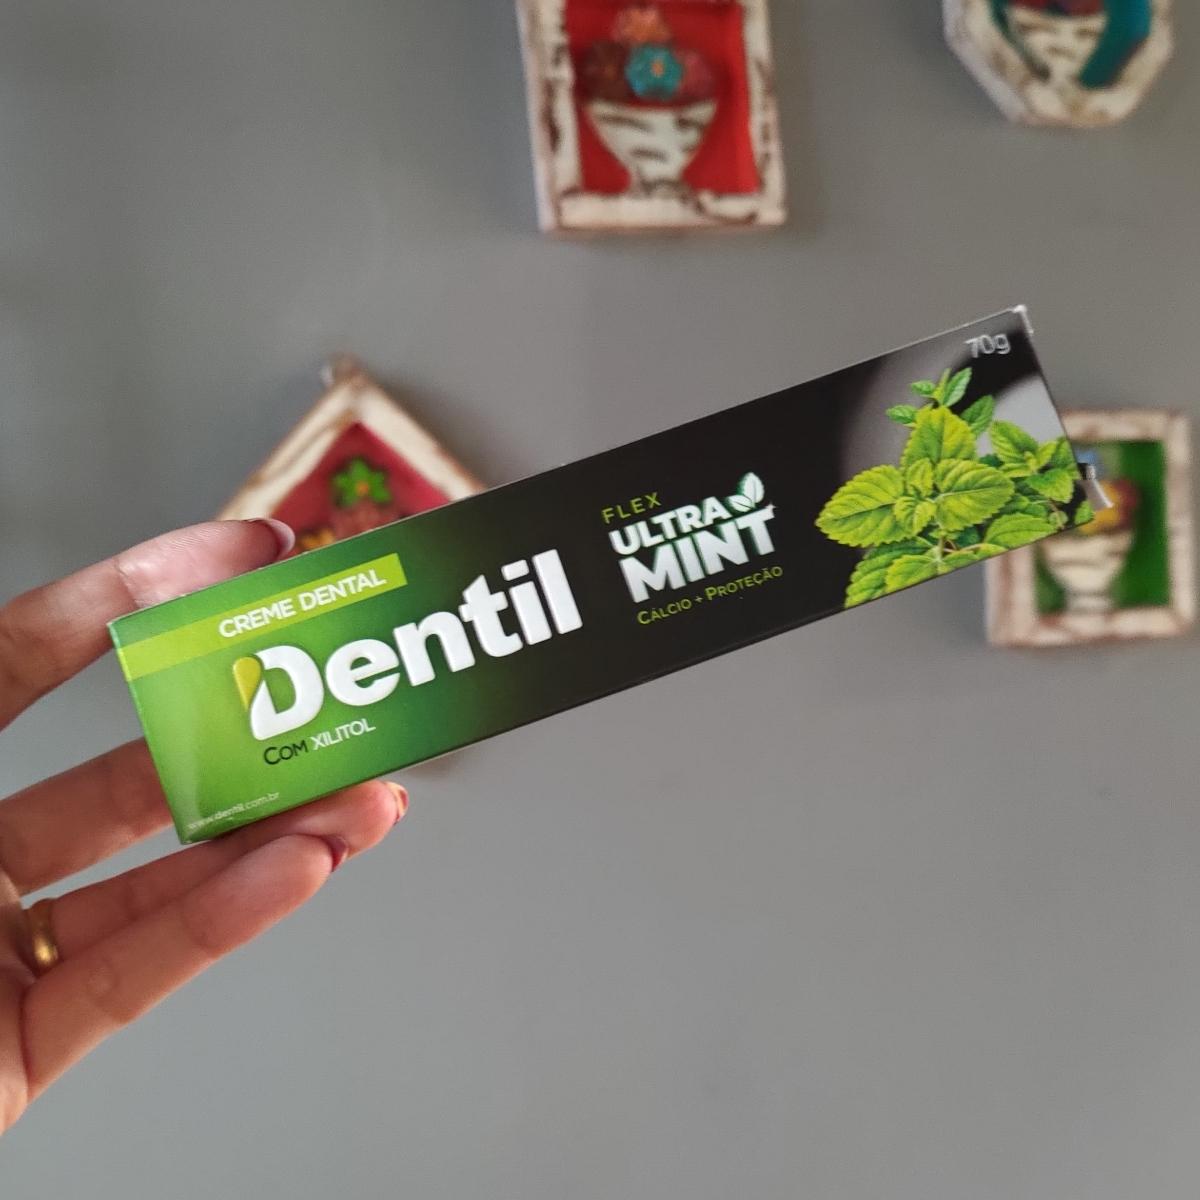 CREME DENTAL
Dentil
COM XILITOL
www.dentil.com.br
FLEX
ULTRA
MINT
CÁLCIO + PROTEÇÃO
70g